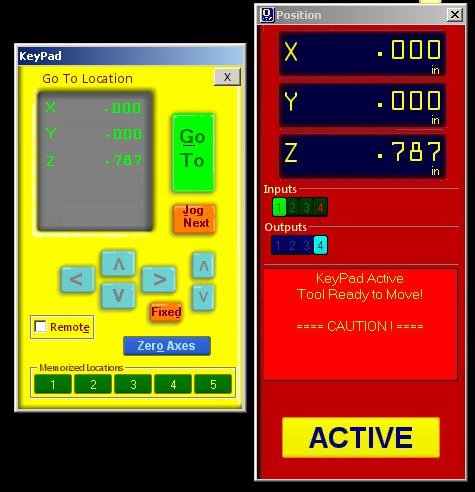 KeyPad
Go To Location
X
X .000
Y .000
Z .787
Go
To
Jog
Next
< ʌ >
v
ʌ
v
Fixed
Remote
Zero Axes
Memorized Locations
1 2 3 4 5
Position
X .000
in
Y .000
in
Z .787
in
Inputs
1 2 3 4
Outputs
1 2 3 4
KeyPad Active
Tool Ready to Move!
==== CAUTION ! ====
ACTIVE